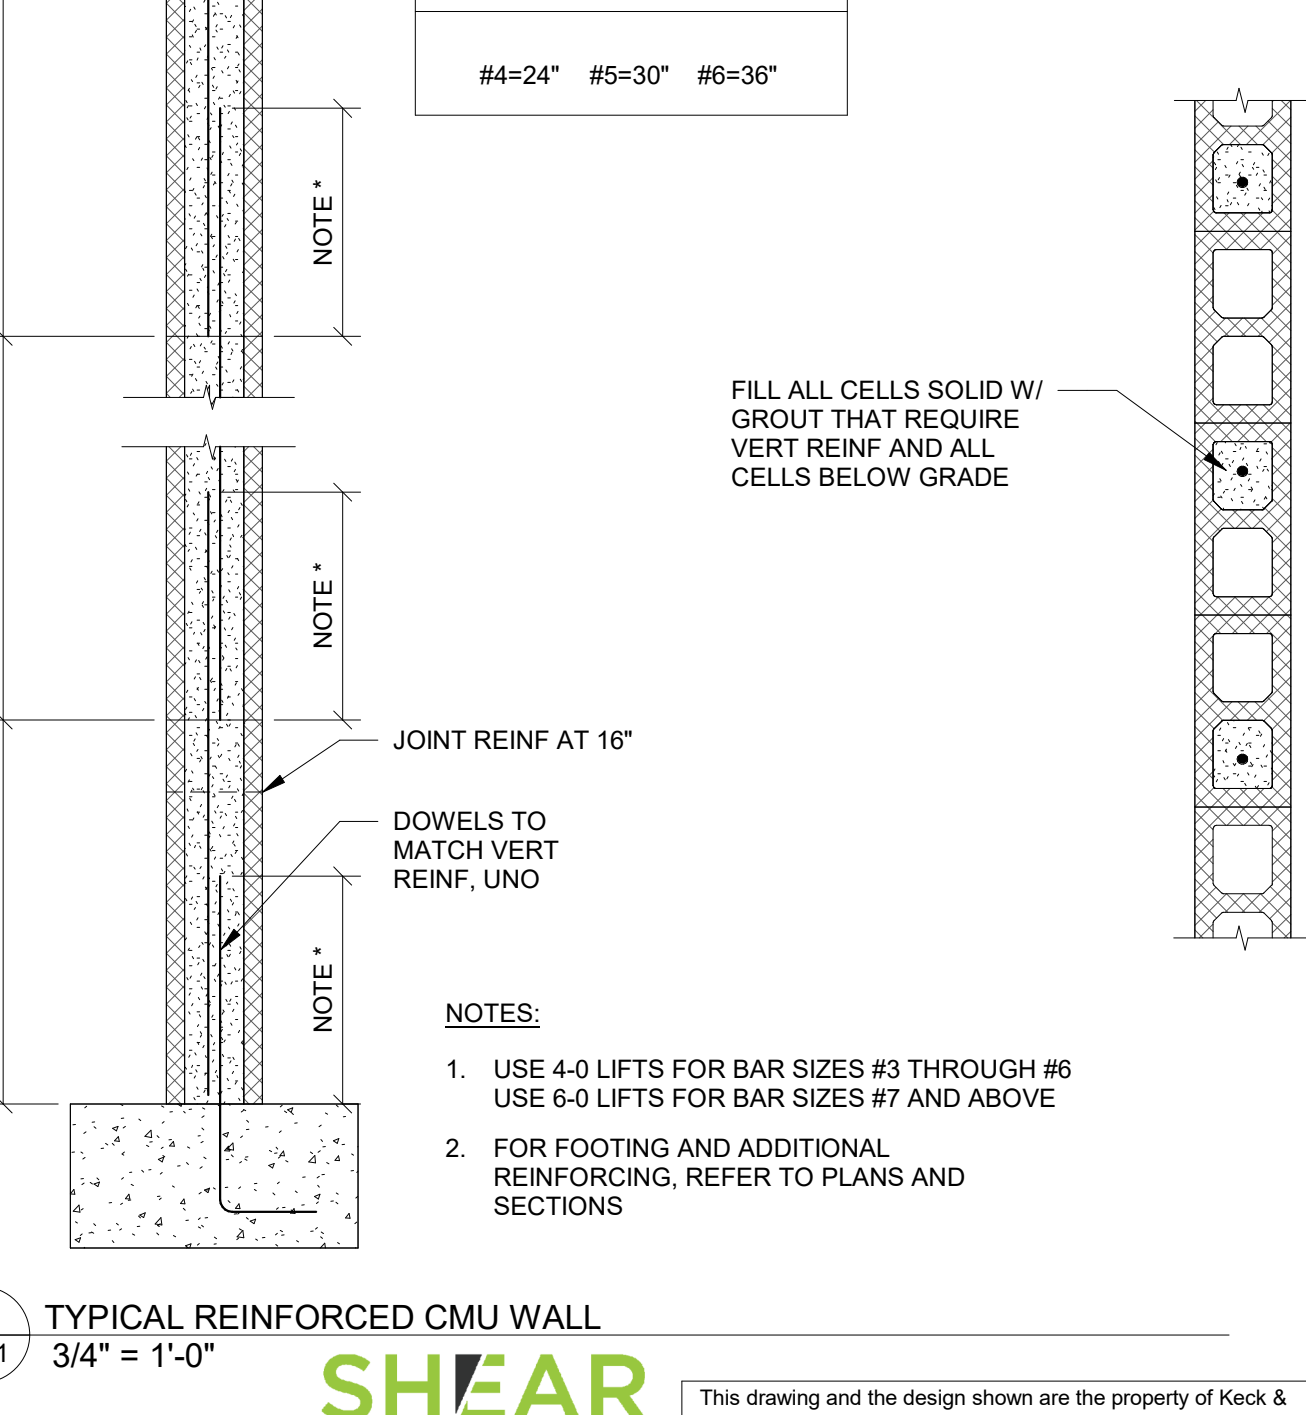 #4=24" #5=30" #6=36"
NOTE *
FILL ALL CELLS SOLID W/
GROUT THAT REQUIRE
VERT REINF AND ALL
CELLS BELOW GRADE
NOTE *
JOINT REINF AT 16"
DOWELS TO
MATCH VERT
REINF, UNO
NOTE *
NOTES:
1. USE 4-0 LIFTS FOR BAR SIZES #3 THROUGH #6
USE 6-0 LIFTS FOR BAR SIZES #7 AND ABOVE
2. FOR FOOTING AND ADDITIONAL
REINFORCING, REFER TO PLANS AND
SECTIONS
TYPICAL REINFORCED CMU WALL
1
3/4" = 1'-0"
SHEAR
This drawing and the design shown are the property of Keck &